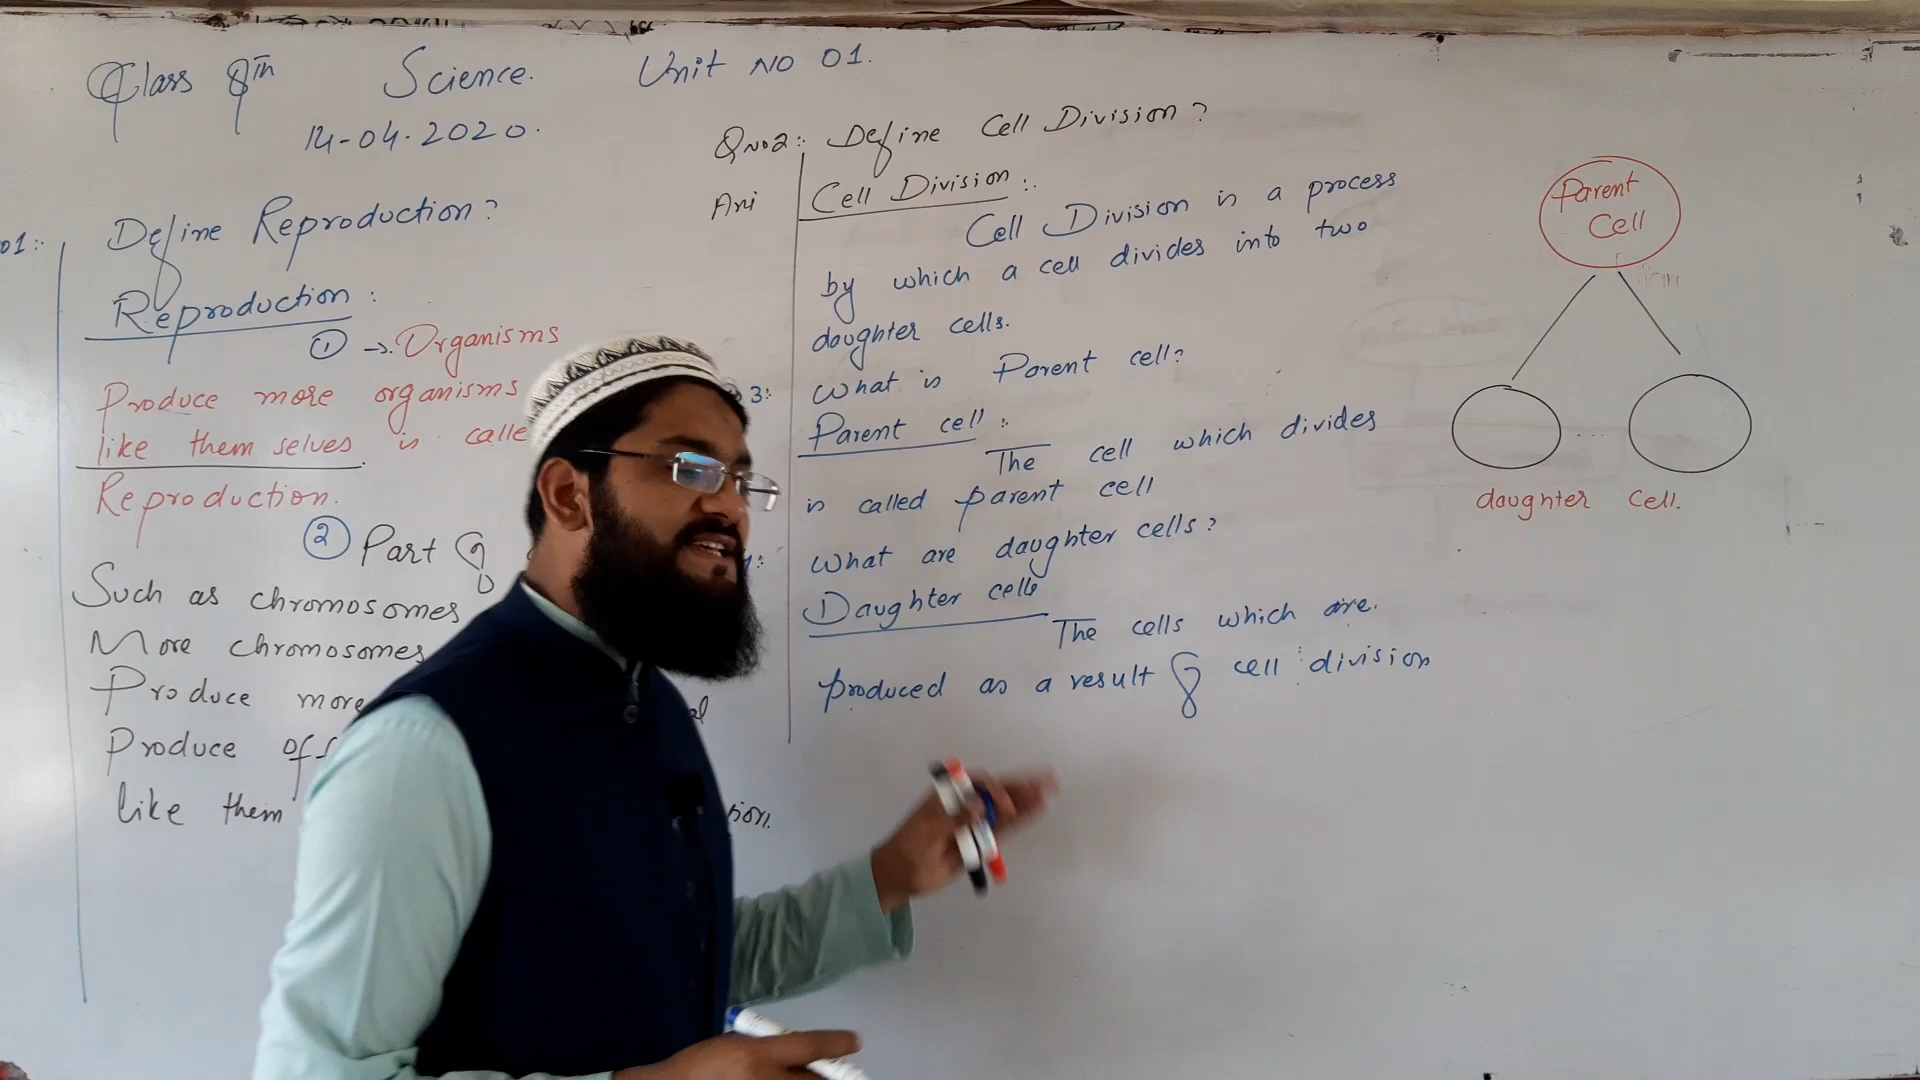 Class 8th Science. Unit No 01.
14-04-2020.
Define Reproduction?
Reproduction:
① → Organisms
Produce more organisms
like them selves is calle
Reproduction.
② Part of
Such as chromosomes
More chromosomes
Produce more
Produce off
like them
Q No2:- Define Cell Division?
Cell Division:.
Cell Division is a process
by which a cell divides into two
daughter cells.
3:- What is Parent cell?
Parent cell:
The cell which divides
is called parent cell
What are daughter cells?
Daughter cells
The cells which are.
produced as a result of cell division
Parent
Cell
daughter Cell.